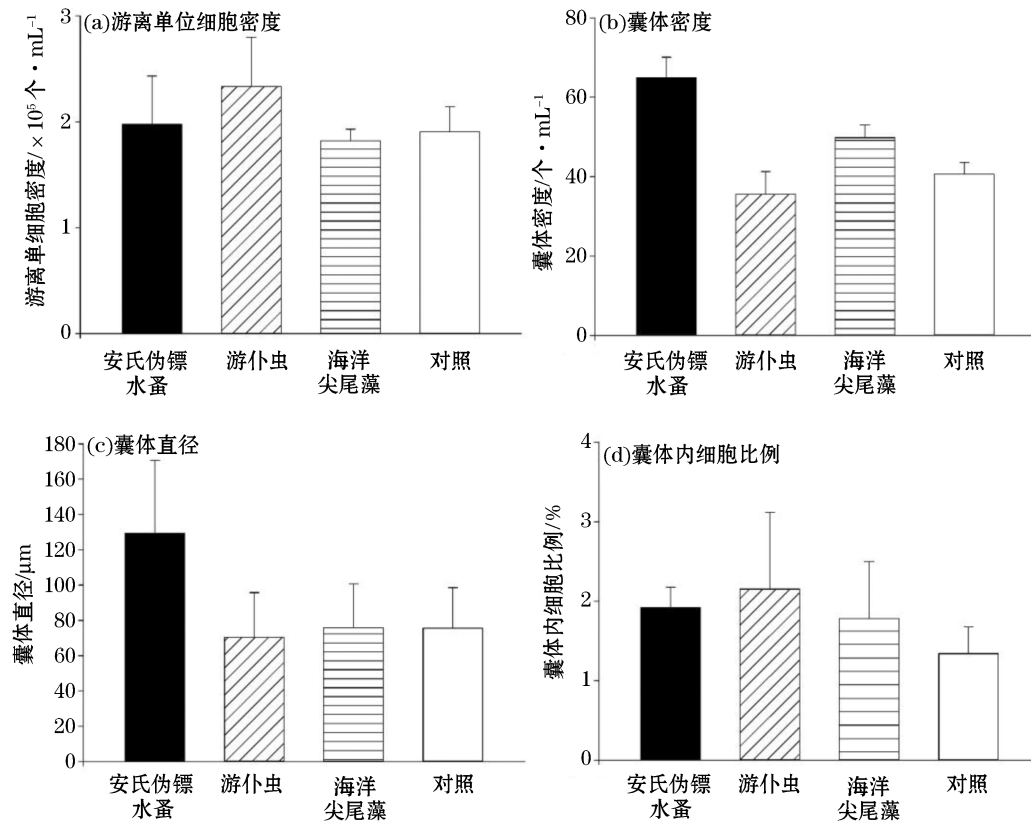 (a)游离单位细胞密度
游离单细胞密度/×10⁵个·mL⁻¹
3
2
1
0
安氏伪镖
水蚤
游仆虫
海洋
尖尾藻
对照
(b)囊体密度
囊体密度/个·mL⁻¹
80
60
40
20
0
安氏伪镖
水蚤
游仆虫
海洋
尖尾藻
对照
(c)囊体直径
囊体直径/μm
180
160
140
120
100
80
60
40
20
0
安氏伪镖
水蚤
游仆虫
海洋
尖尾藻
对照
(d)囊体内细胞比例
囊体内细胞比例/%
4
3
2
1
0
安氏伪镖
水蚤
游仆虫
海洋
尖尾藻
对照